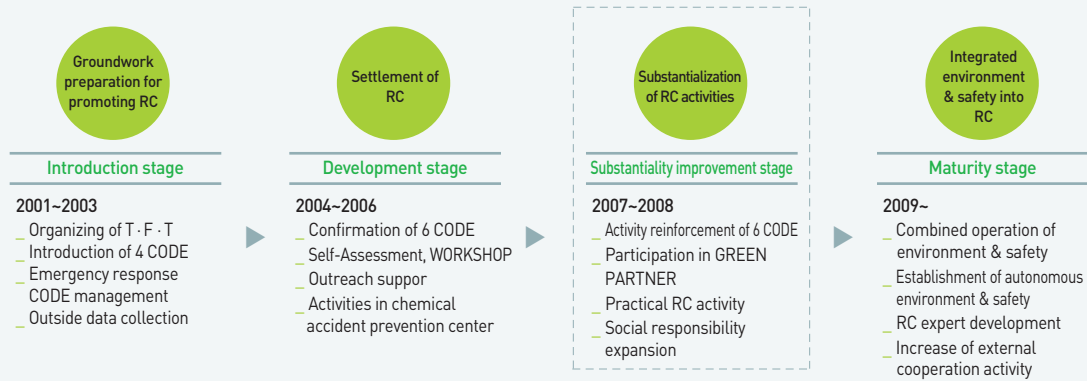 Groundwork
preparation for
promoting RC
Introduction stage
2001~2003
_ Organizing of T · F · T
_ Introduction of 4 CODE
_ Emergency response
CODE management
_ Outside data collection
Settlement of
RC
Development stage
2004~2006
_ Confirmation of 6 CODE
_ Self-Assessment, WORKSHOP
_ Outreach suppor
_ Activities in chemical
accident prevention center
Substantialization
of RC activities
Substantiality improvement stage
2007~2008
_ Activity reinforcement of 6 CODE
_ Participation in GREEN
PARTNER
_ Practical RC activity
_ Social responsibility
expansion
Integrated
environment
& safety into
RC
Maturity stage
2009~
_ Combined operation of
environment & safety
_ Establishment of autonomous
environment & safety
_ RC expert development
_ Increase of external
cooperation activity